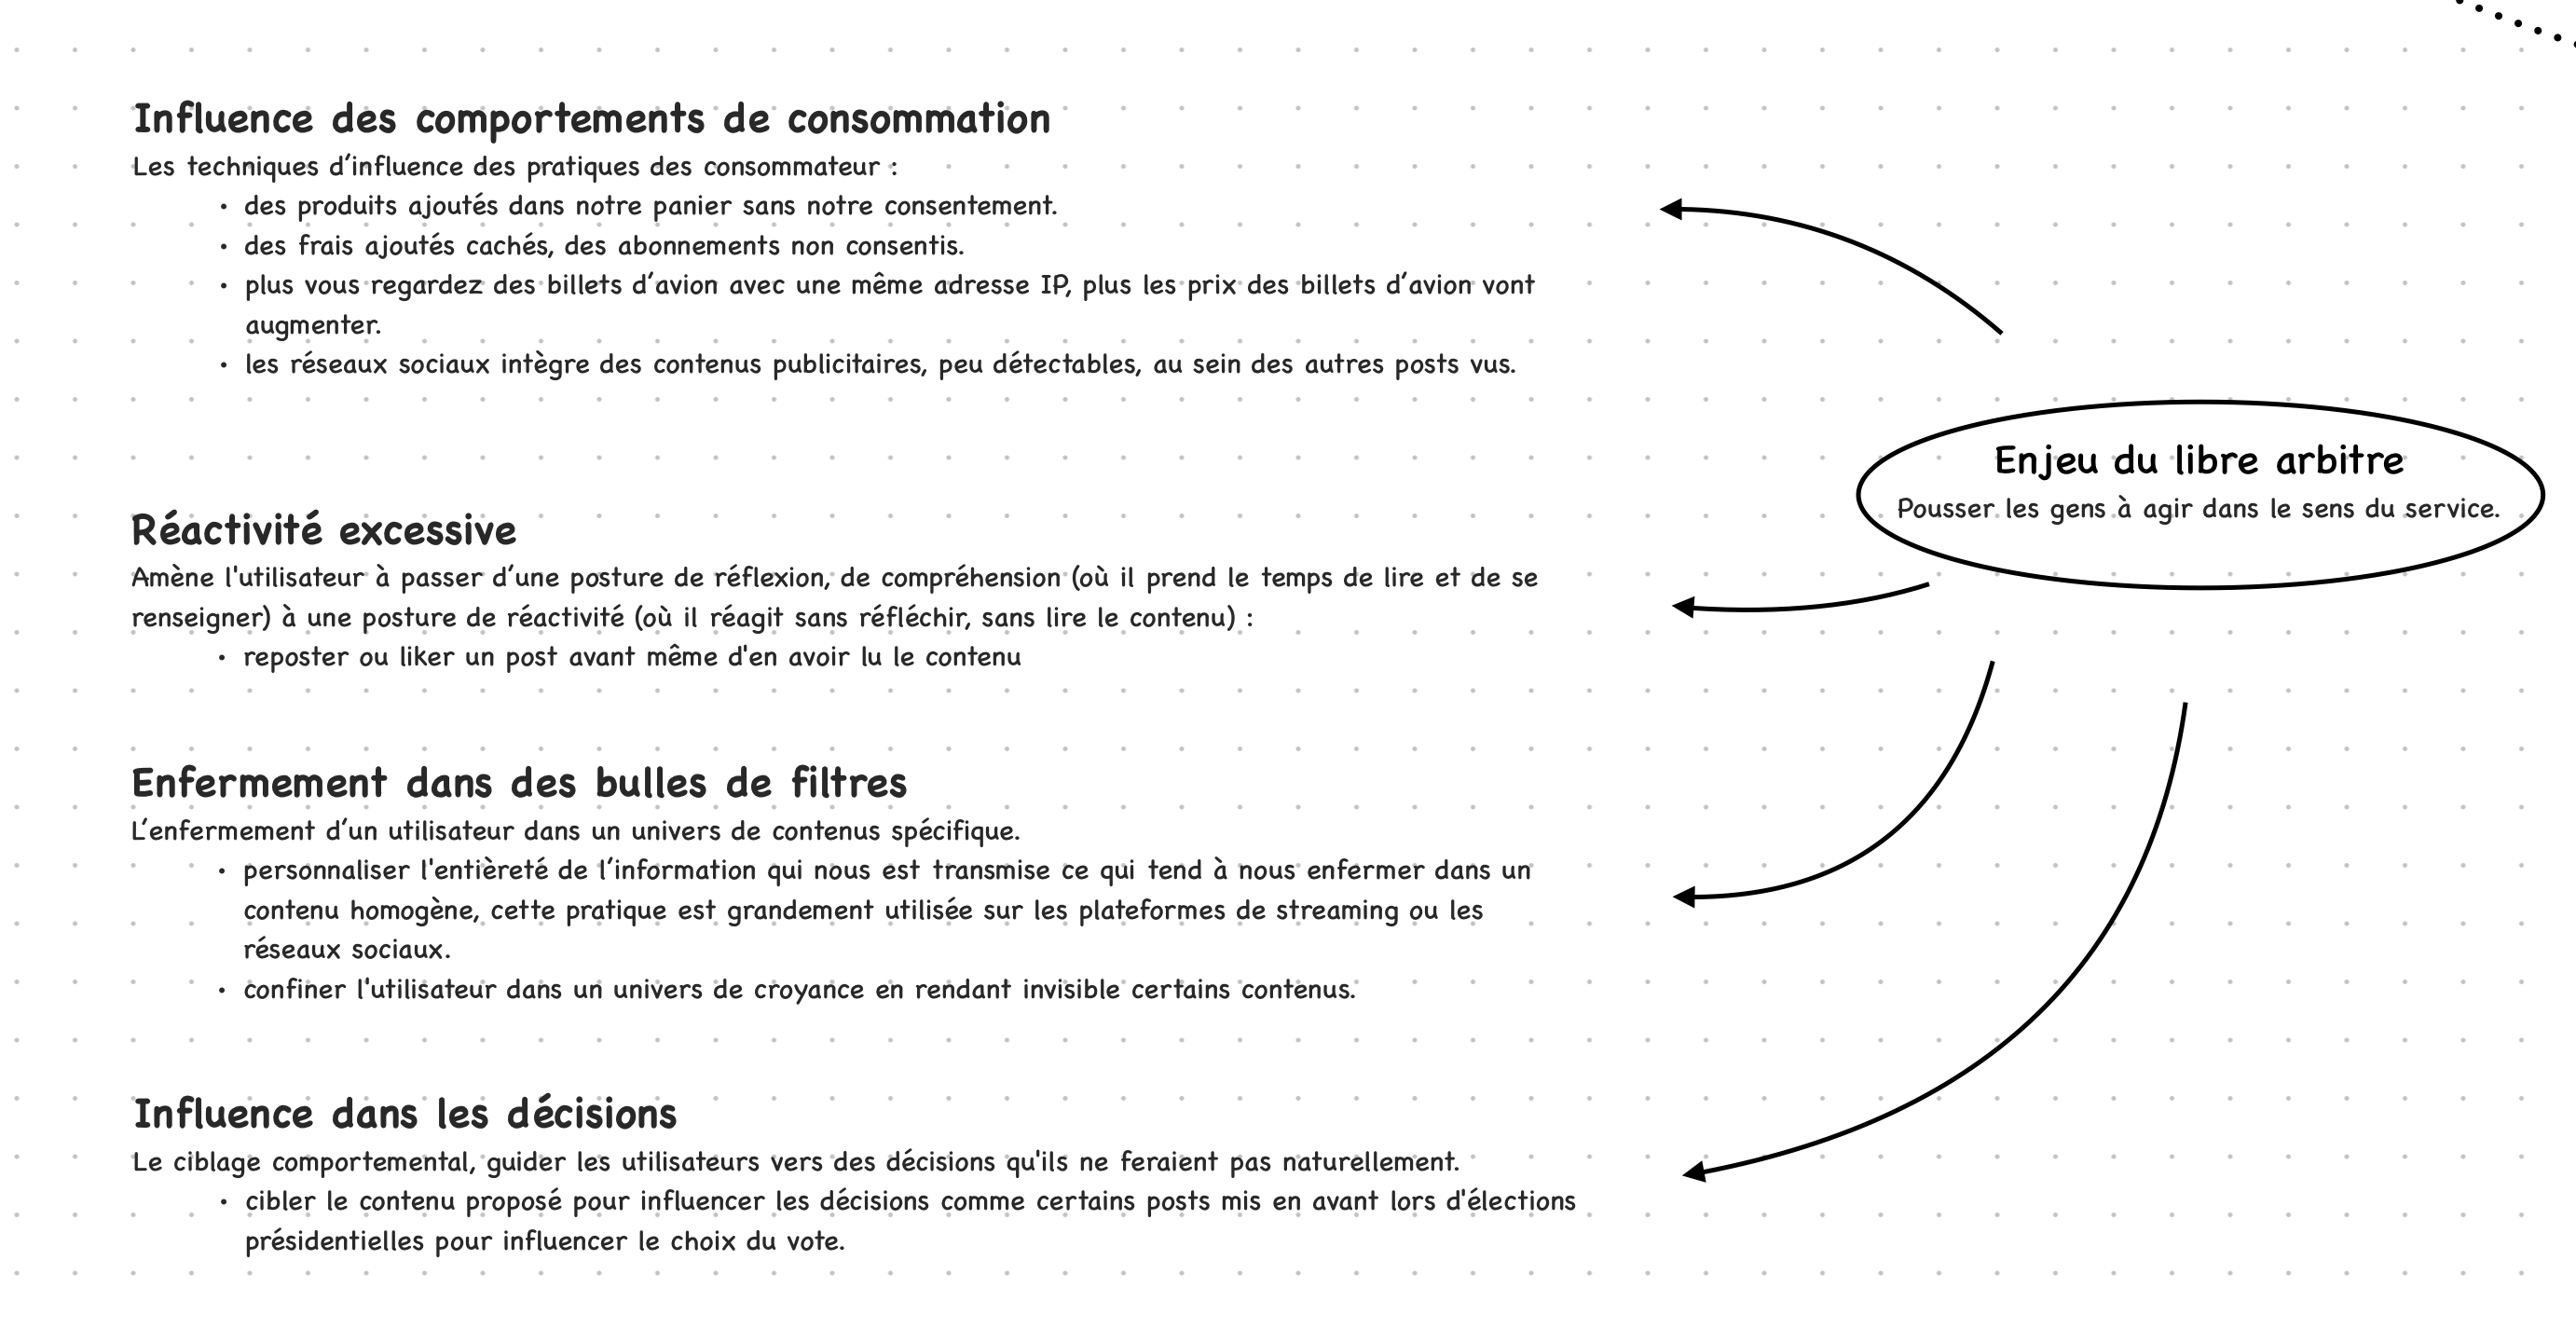 Influence des comportements de consommation
Les techniques d’influence des pratiques des consommateur :
• des produits ajoutés dans notre panier sans notre consentement.
• des frais ajoutés cachés, des abonnements non consentis.
• plus vous regardez des billets d’avion avec une même adresse IP, plus les prix des billets d’avion vont
augmenter.
• les réseaux sociaux intègre des contenus publicitaires, peu détectables, au sein des autres posts vus.
Enjeu du libre arbitre
Pousser les gens à agir dans le sens du service.
Réactivité excessive
Amène l'utilisateur à passer d’une posture de réflexion, de compréhension (où il prend le temps de lire et de se
renseigner) à une posture de réactivité (où il réagit sans réfléchir, sans lire le contenu) :
• reposter ou liker un post avant même d'en avoir lu le contenu
Enfermement dans des bulles de filtres
L’enfermement d’un utilisateur dans un univers de contenus spécifique.
• personnaliser l'entièreté de l’information qui nous est transmise ce qui tend à nous enfermer dans un
contenu homogène, cette pratique est grandement utilisée sur les plateformes de streaming ou les
réseaux sociaux.
• confiner l'utilisateur dans un univers de croyance en rendant invisible certains contenus.
Influence dans les décisions
Le ciblage comportemental, guider les utilisateurs vers des décisions qu'ils ne feraient pas naturellement.
• cibler le contenu proposé pour influencer les décisions comme certains posts mis en avant lors d'élections
présidentielles pour influencer le choix du vote.